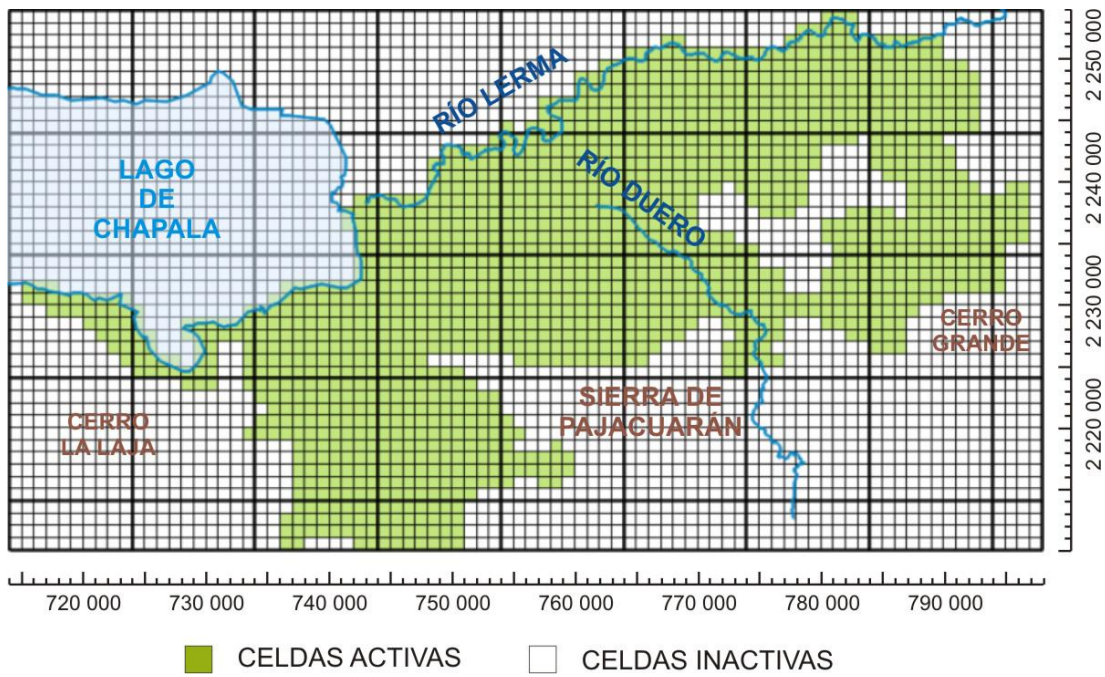 RÍO LERMA
LAGO
DE
CHAPALA
RÍO DUERO
CERRO
GRANDE
SIERRA DE
PAJACUARÁN
CERRO
LA LAJA
2 250 000
2 240 000
2 230 000
2 220 000
720 000 730 000 740 000 750 000 760 000 770 000 780 000 790 000
CELDAS ACTIVAS CELDAS INACTIVAS